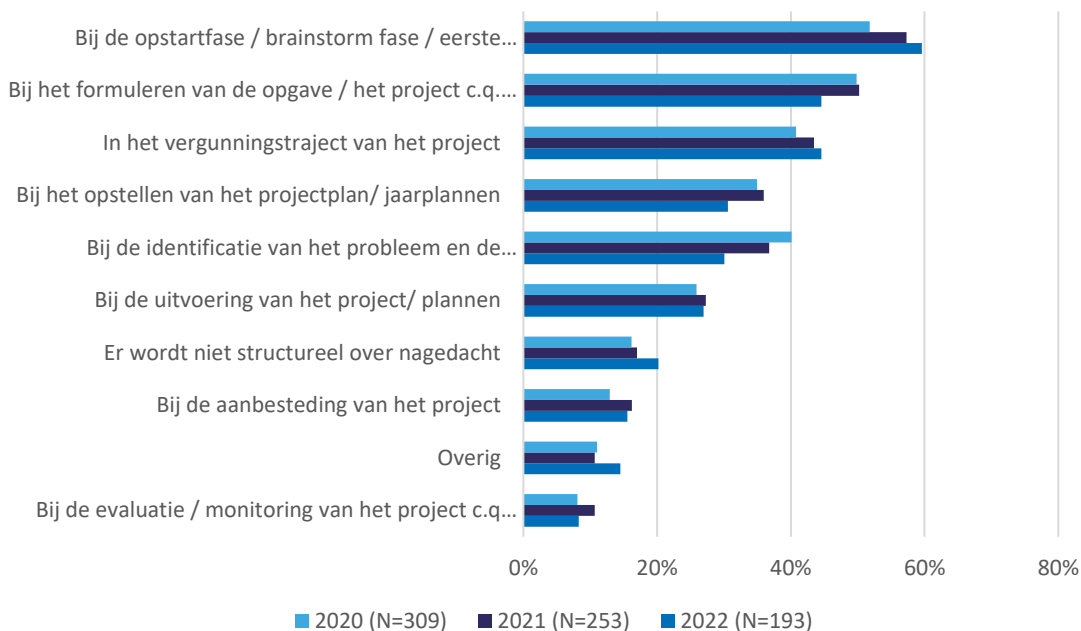 Bij de opstartfase / brainstorm fase / eerste...
Bij het formuleren van de opgave / het project c.q....
In het vergunningstraject van het project
Bij het opstellen van het projectplan/ jaarplannen
Bij de identificatie van het probleem en de...
Bij de uitvoering van het project/ plannen
Er wordt niet structureel over nagedacht
Bij de aanbesteding van het project
Overig
Bij de evaluatie / monitoring van het project c.q...
0% 20% 40% 60% 80%
2020 (N=309) 2021 (N=253) 2022 (N=193)